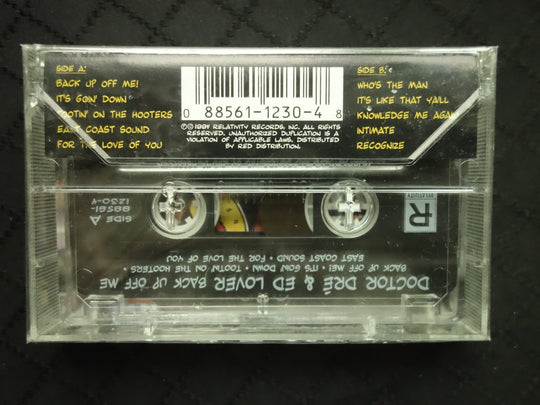 SIDE A:
BACK UP OFF ME!
IT'S GOIN' DOWN
TOOTIN' ON THE HOOTERS
EAST COAST SOUND
FOR THE LOVE OF YOU
0 88561-1230-4 8
℗©1994 RELATIVITY RECORDS, INC. ALL RIGHTS
RESERVED. UNAUTHORIZED DUPLICATION IS A
VIOLATION OF APPLICABLE LAWS. DISTRIBUTED
BY RED DISTRIBUTION.
SIDE B:
WHO'S THE MAN
IT'S LIKE THAT Y'ALL
KNOWLEDGE ME AGAIN
INTIMATE
RECOGNIZE
DOCTOR DRÉ & ED LOVER BACK UP OFF ME
BACK UP OFF ME! • IT'S GOIN' DOWN • TOOTIN' ON THE HOOTERS •
EAST COAST SOUND • FOR THE LOVE OF YOU
R
RELATIVITY
SIDE A
88561-
1230-4